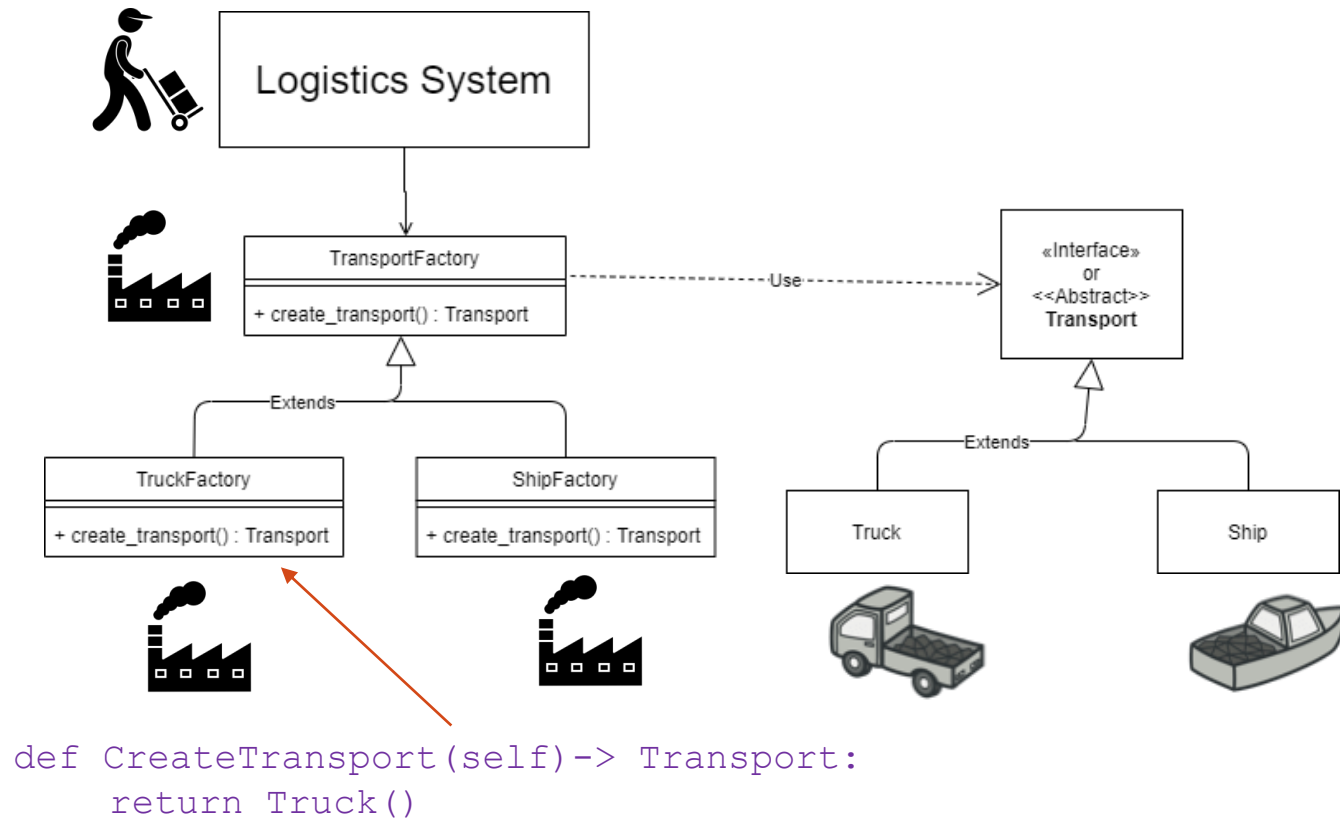 Logistics System
TransportFactory
+ create_transport() : Transport
Use
«Interface»
or
<<Abstract>>
Transport
Extends
Extends
TruckFactory
+ create_transport() : Transport
ShipFactory
+ create_transport() : Transport
Truck
Ship
def CreateTransport(self)-> Transport:
return Truck()